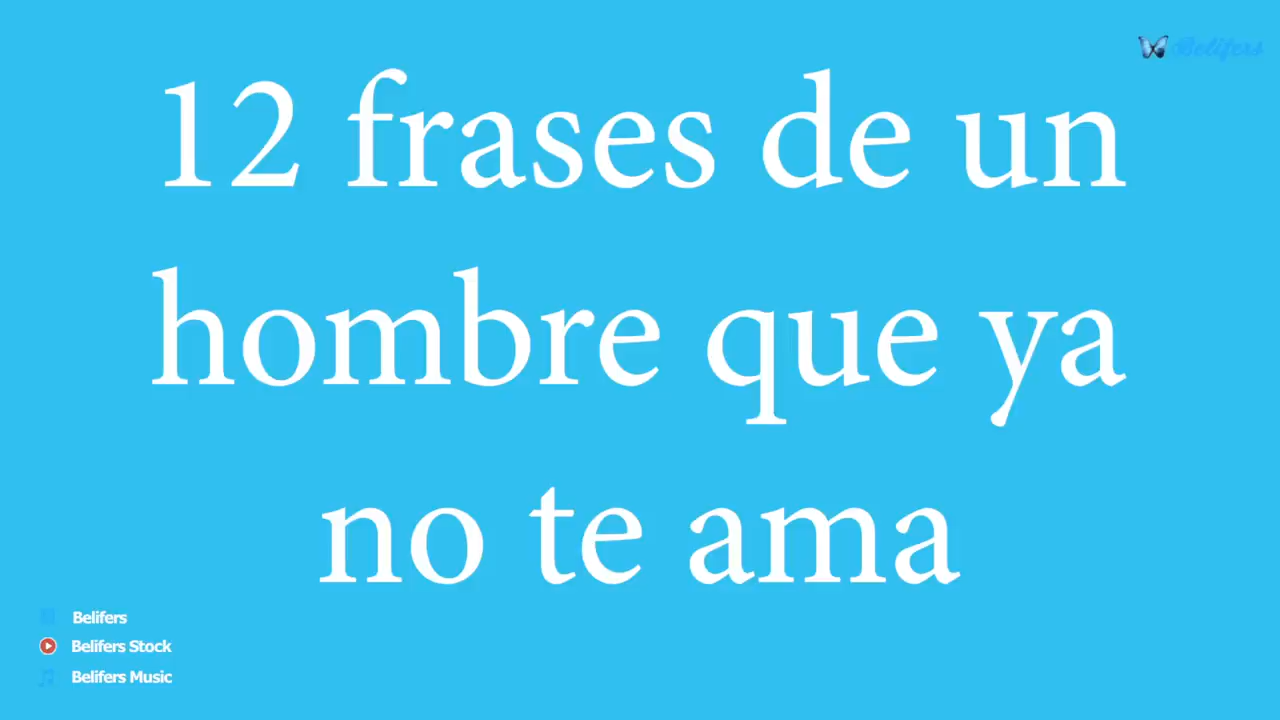 Belifers
12 frases de un
hombre que ya
no te ama
Belifers
Belifers Stock
Belifers Music